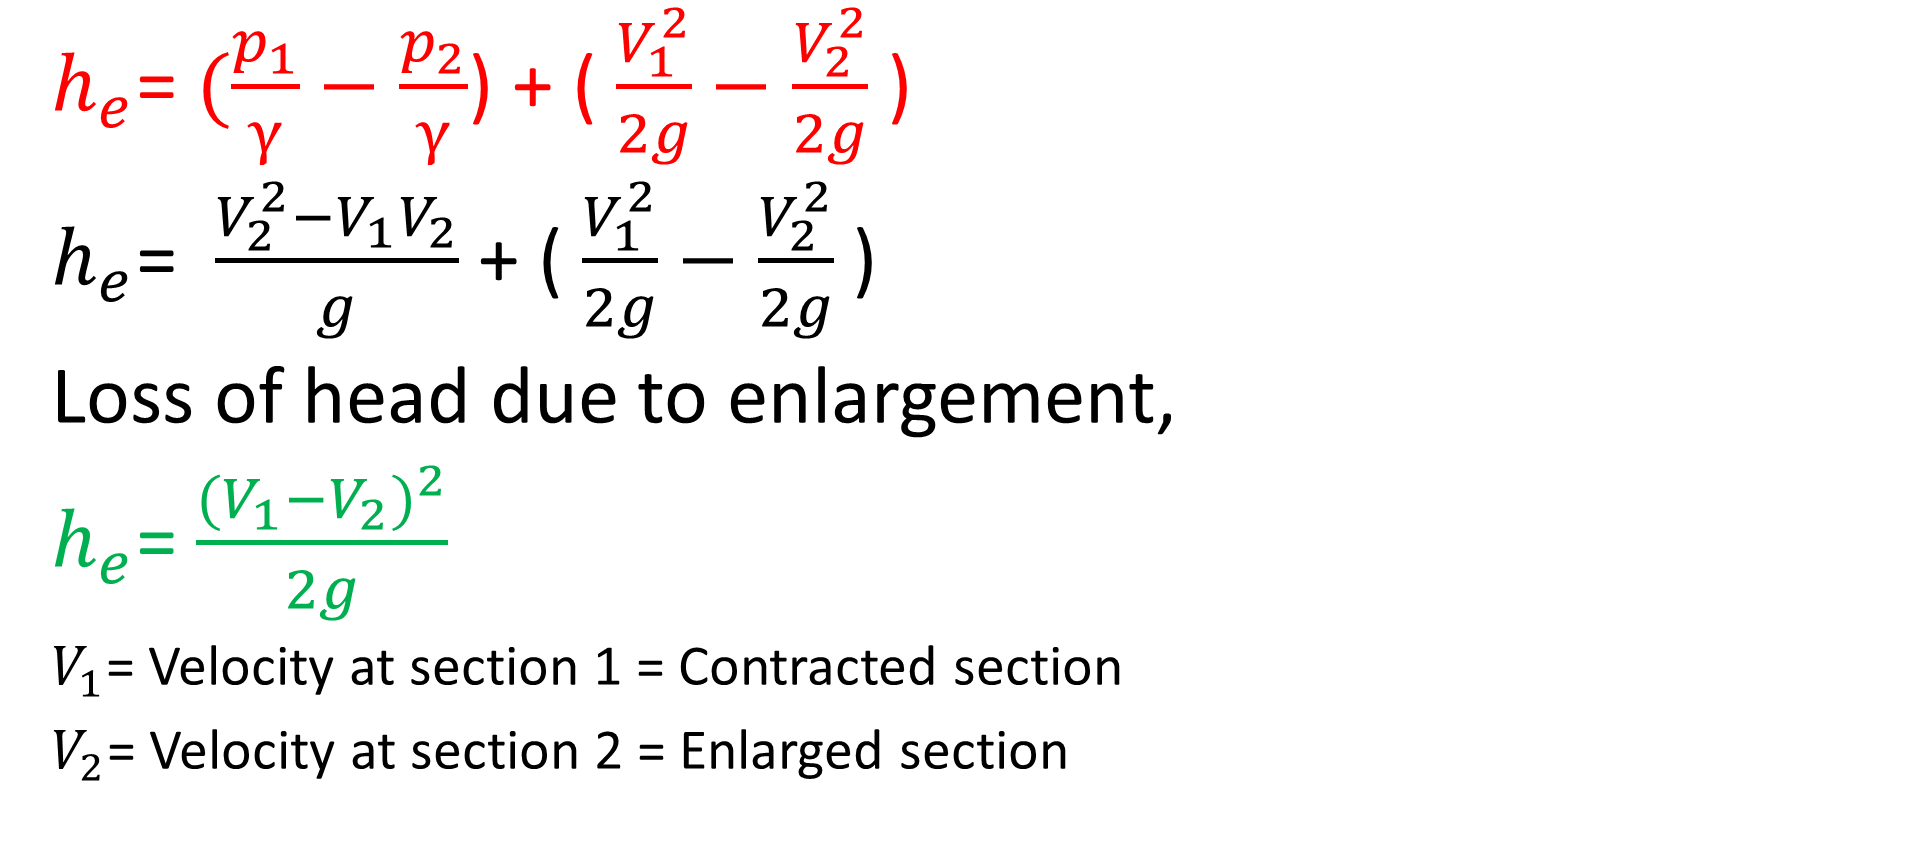 hₑ = (p₁/γ − p₂/γ) + ( V₁²/2g − V₂²/2g )
hₑ = (V₂²−V₁V₂)/g + ( V₁²/2g − V₂²/2g )
Loss of head due to enlargement,
hₑ = (V₁−V₂)²/2g
V₁ = Velocity at section 1 = Contracted section
V₂ = Velocity at section 2 = Enlarged section